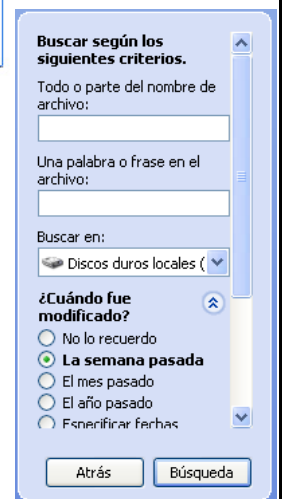 Buscar según los
siguientes criterios.
Todo o parte del nombre de
archivo:
Una palabra o frase en el
archivo:
Buscar en:
Discos duros locales (
¿Cuándo fue
modificado?
No lo recuerdo
La semana pasada
El mes pasado
El año pasado
Especificar fechas
Atrás Búsqueda